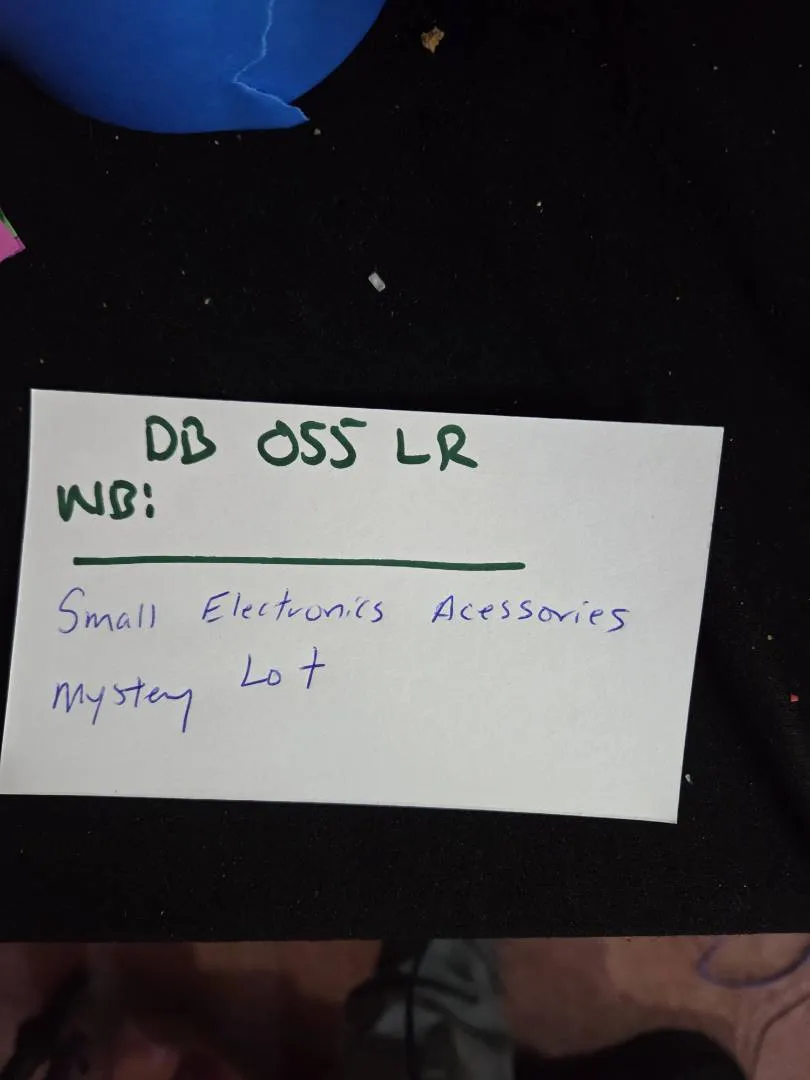 DB 055 LR
WB:
Small Electronics Acessories
Mystery Lot